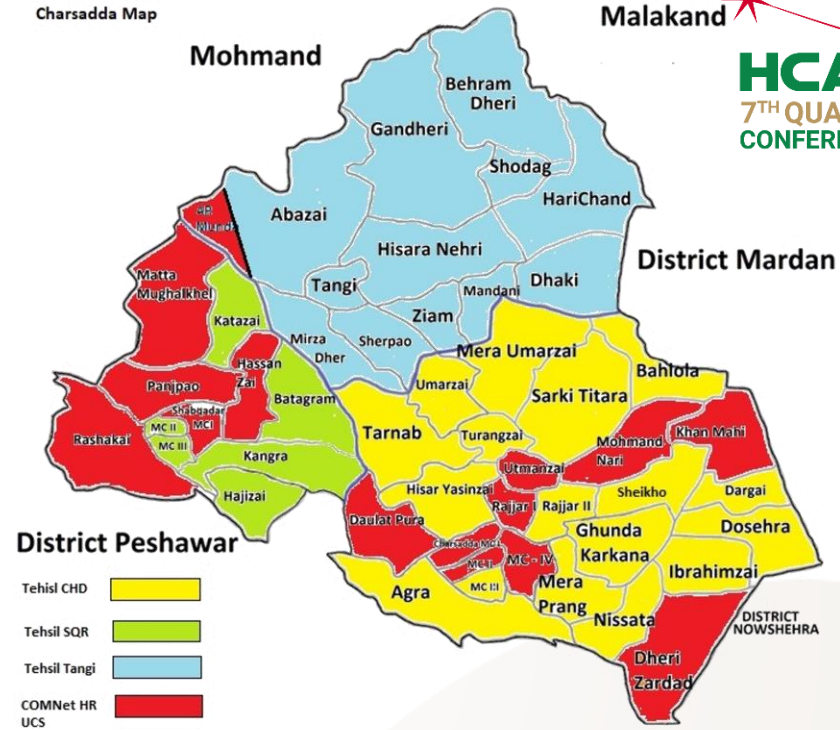 Charsadda Map
Malakand
Mohmand
HCA
7TH QUA
CONFER
Behram
Dheri
Gandheri
Shodag
HariChand
Abazai
Hisara Nehri
District Mardan
Matta
Mughalkhel
Tangi
Dhaki
Mandani
Katazai
Ziam
Mirza
Dher
Sherpao
Mera Umarzai
Hassan
Zai
Bahlola
Panjpao
Umarzai
Sarki Titara
Batagram
Shabqadar
MCI
MC II
MC III
Rashakai
Tarnab
Turangzai
Khan Mahi
Mohmand
Nari
Kangra
Utmanzai
Hajizai
Hisar Yasinzai
Sheikho
Dargai
Rajjar I
Rajjar II
Daulat Pura
Ghunda
Karkana
Dosehra
District Peshawar
Charsadda MC I
MC II
MC - IV
MC III
Ibrahimzai
Mera
Prang
Agra
Nissata
DISTRICT
NOWSHEHRA
Dheri
Zardad
Tehisl CHD
Tehsil SQR
Tehsil Tangi
COMNet HR
UCS